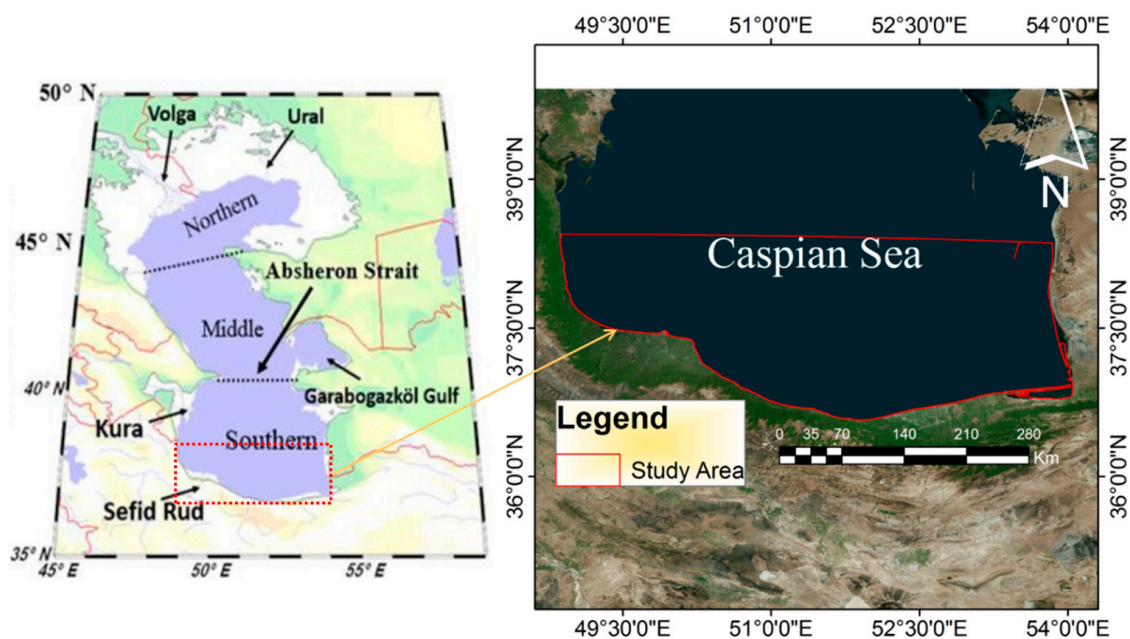 50° N
Volga
Ural
Northern
45° N
Absheron Strait
Middle
40° N
Garabogazköl Gulf
Kura
Southern
Sefid Rud
35° N
45° E
50° E
55° E
49°30'0"E
51°0'0"E
52°30'0"E
54°0'0"E
39°0'0"N
37°30'0"N
36°0'0"N
39°0'0"N
37°30'0"N
36°0'0"N
N
Caspian Sea
Legend
Study Area
0 35 70 140 210 280
Km
49°30'0"E
51°0'0"E
52°30'0"E
54°0'0"E